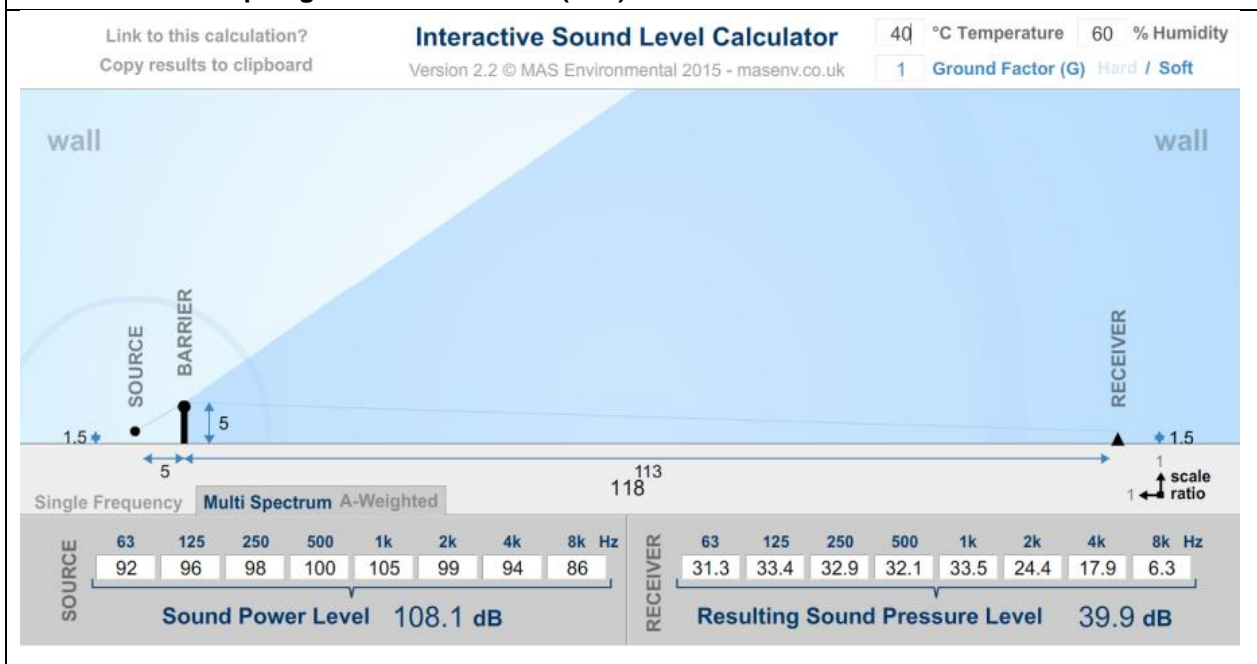 Link to this calculation?
Copy results to clipboard
Interactive Sound Level Calculator
Version 2.2 © MAS Environmental 2015 - masenv.co.uk
40 °C Temperature 60 % Humidity
1 Ground Factor (G) Hard / Soft
wall
wall
SOURCE
BARRIER
RECEIVER
1.5
5
1.5
5
113
118
1
scale
1 ratio
Single Frequency Multi Spectrum A-Weighted
SOURCE
63 125 250 500 1k 2k 4k 8k Hz
92 96 98 100 105 99 94 86
Sound Power Level 108.1 dB
RECEIVER
63 125 250 500 1k 2k 4k 8k Hz
31.3 33.4 32.9 32.1 33.5 24.4 17.9 6.3
Resulting Sound Pressure Level 39.9 dB